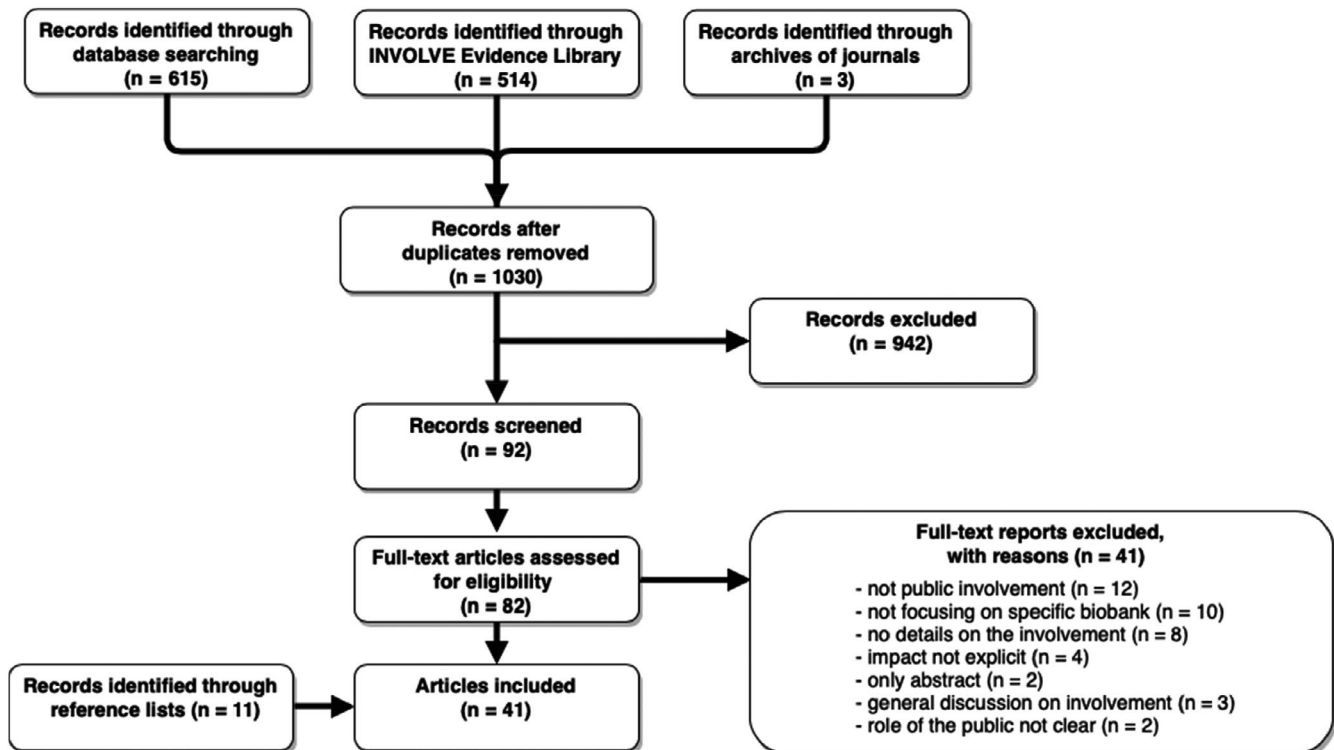 Records identified through
database searching
(n = 615)
Records identified through
INVOLVE Evidence Library
(n = 514)
Records identified through
archives of journals
(n = 3)
Records after
duplicates removed
(n = 1030)
Records excluded
(n = 942)
Records screened
(n = 92)
Full-text articles assessed
for eligibility
(n = 82)
Full-text reports excluded,
with reasons (n = 41)
- not public involvement (n = 12)
- not focusing on specific biobank (n = 10)
- no details on the involvement (n = 8)
- impact not explicit (n = 4)
- only abstract (n = 2)
- general discussion on involvement (n = 3)
- role of the public not clear (n = 2)
Records identified through
reference lists (n = 11)
Articles included
(n = 41)